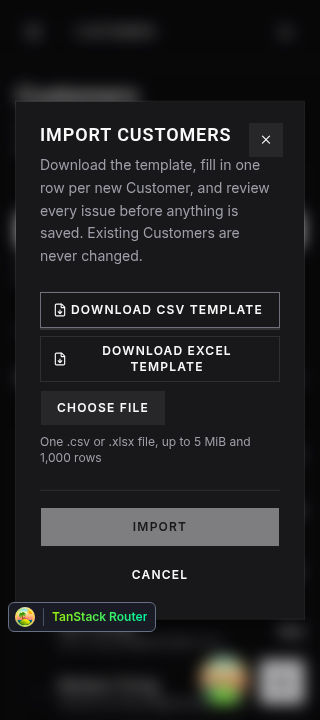 IMPORT CUSTOMERS
Download the template, fill in one
row per new Customer, and review
every issue before anything is
saved. Existing Customers are
never changed.
DOWNLOAD CSV TEMPLATE
DOWNLOAD EXCEL
TEMPLATE
CHOOSE FILE
One .csv or .xlsx file, up to 5 MiB and
1,000 rows
IMPORT
CANCEL
TanStack Router